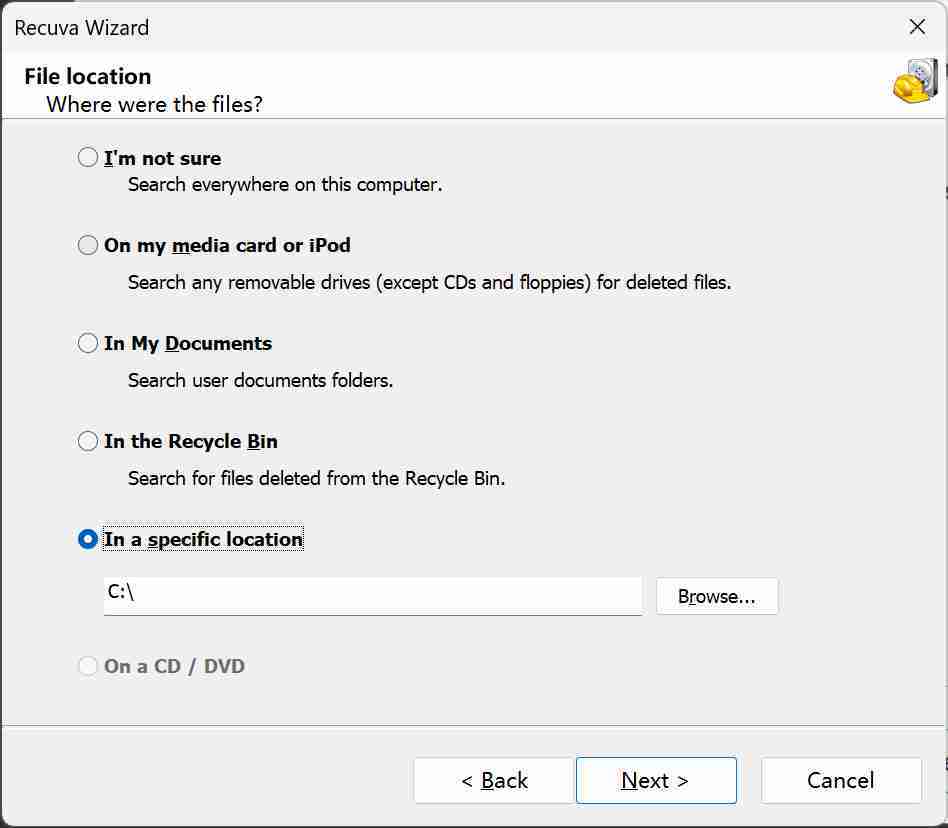 Recuva Wizard
File location
Where were the files?
I'm not sure
Search everywhere on this computer.
On my media card or iPod
Search any removable drives (except CDs and floppies) for deleted files.
In My Documents
Search user documents folders.
In the Recycle Bin
Search for files deleted from the Recycle Bin.
In a specific location
C:\
Browse...
On a CD / DVD
< Back
Next >
Cancel